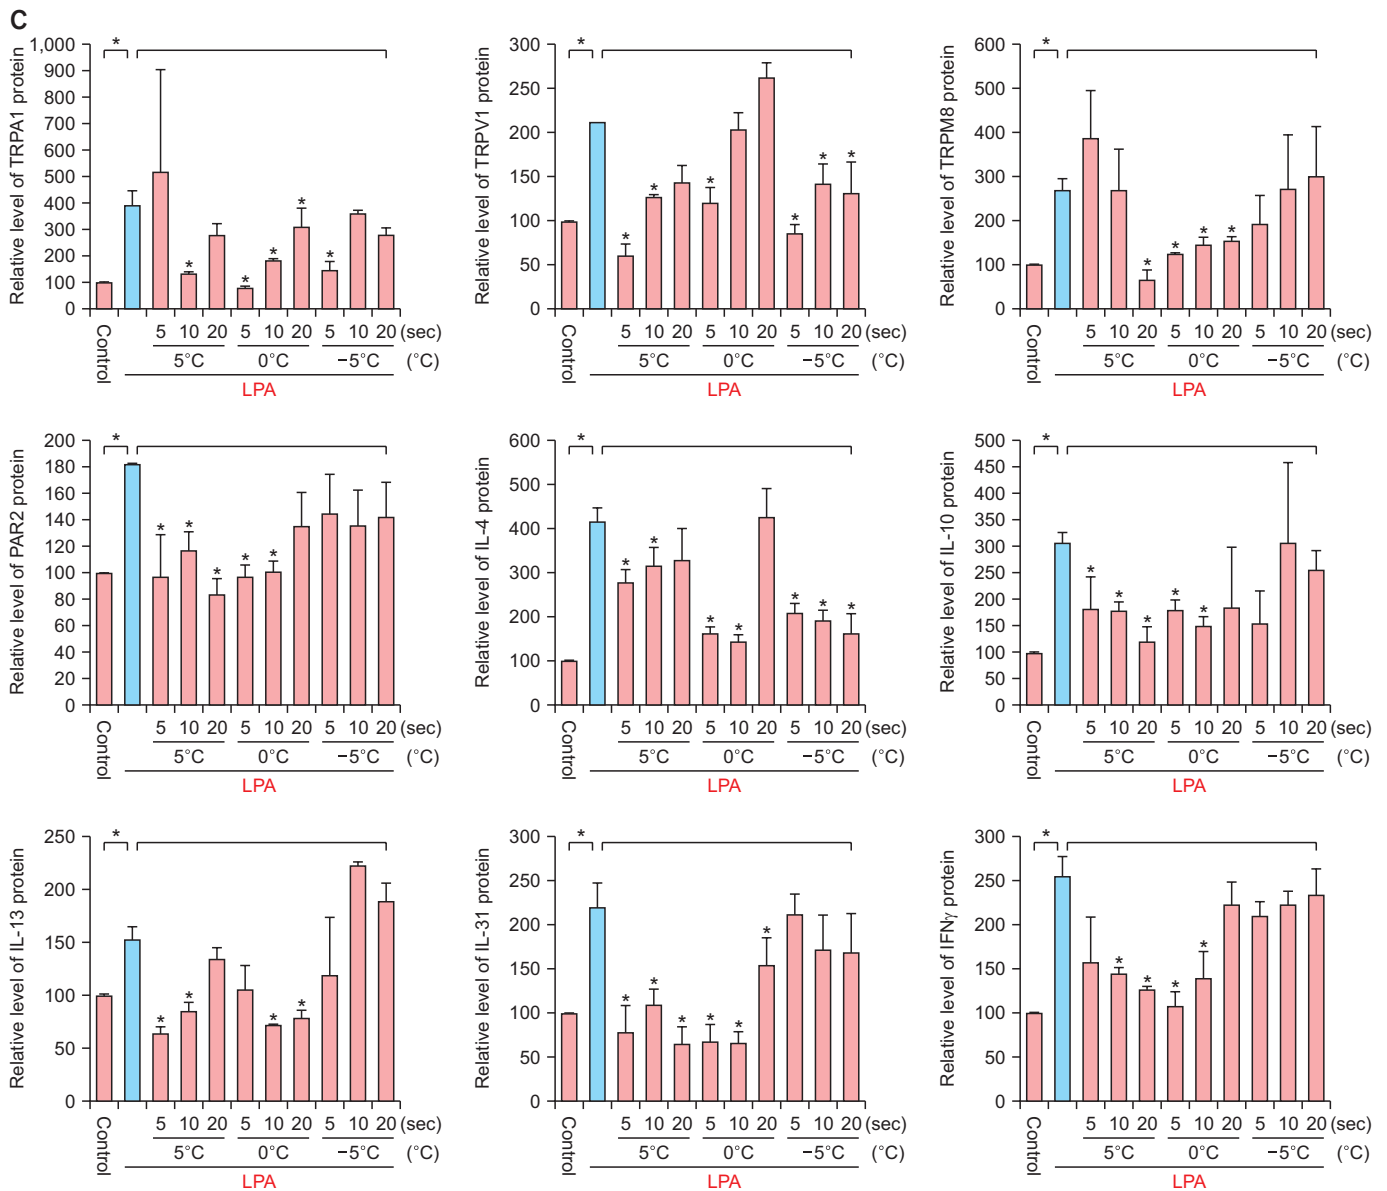 C
Relative level of TRPA1 protein
1,000
900
800
700
600
500
400
300
200
100
0
*
*
*
*
*
*
Control
5 10 20 5 10 20 5 10 20 (sec)
5°C 0°C −5°C (°C)
LPA
Relative level of TRPV1 protein
300
250
200
150
100
50
0
*
*
*
*
*
*
*
Control
5 10 20 5 10 20 5 10 20 (sec)
5°C 0°C −5°C (°C)
LPA
Relative level of TRPM8 protein
600
500
400
300
200
100
0
*
*
*
*
*
Control
5 10 20 5 10 20 5 10 20 (sec)
5°C 0°C −5°C (°C)
LPA
Relative level of PAR2 protein
200
180
160
140
120
100
80
60
40
20
0
*
*
*
*
*
*
Control
5 10 20 5 10 20 5 10 20 (sec)
5°C 0°C −5°C (°C)
LPA
Relative level of IL-4 protein
600
500
400
300
200
100
0
*
*
*
*
*
*
*
*
Control
5 10 20 5 10 20 5 10 20 (sec)
5°C 0°C −5°C (°C)
LPA
Relative level of IL-10 protein
500
450
400
350
300
250
200
150
100
50
0
*
*
*
*
*
*
Control
5 10 20 5 10 20 5 10 20 (sec)
5°C 0°C −5°C (°C)
LPA
Relative level of IL-13 protein
250
200
150
100
50
0
*
*
*
*
*
Control
5 10 20 5 10 20 5 10 20 (sec)
5°C 0°C −5°C (°C)
LPA
Relative level of IL-31 protein
300
250
200
150
100
50
0
*
*
*
*
*
*
*
Control
5 10 20 5 10 20 5 10 20 (sec)
5°C 0°C −5°C (°C)
LPA
Relative level of IFNγ protein
300
250
200
150
100
50
0
*
*
*
*
*
Control
5 10 20 5 10 20 5 10 20 (sec)
5°C 0°C −5°C (°C)
LPA